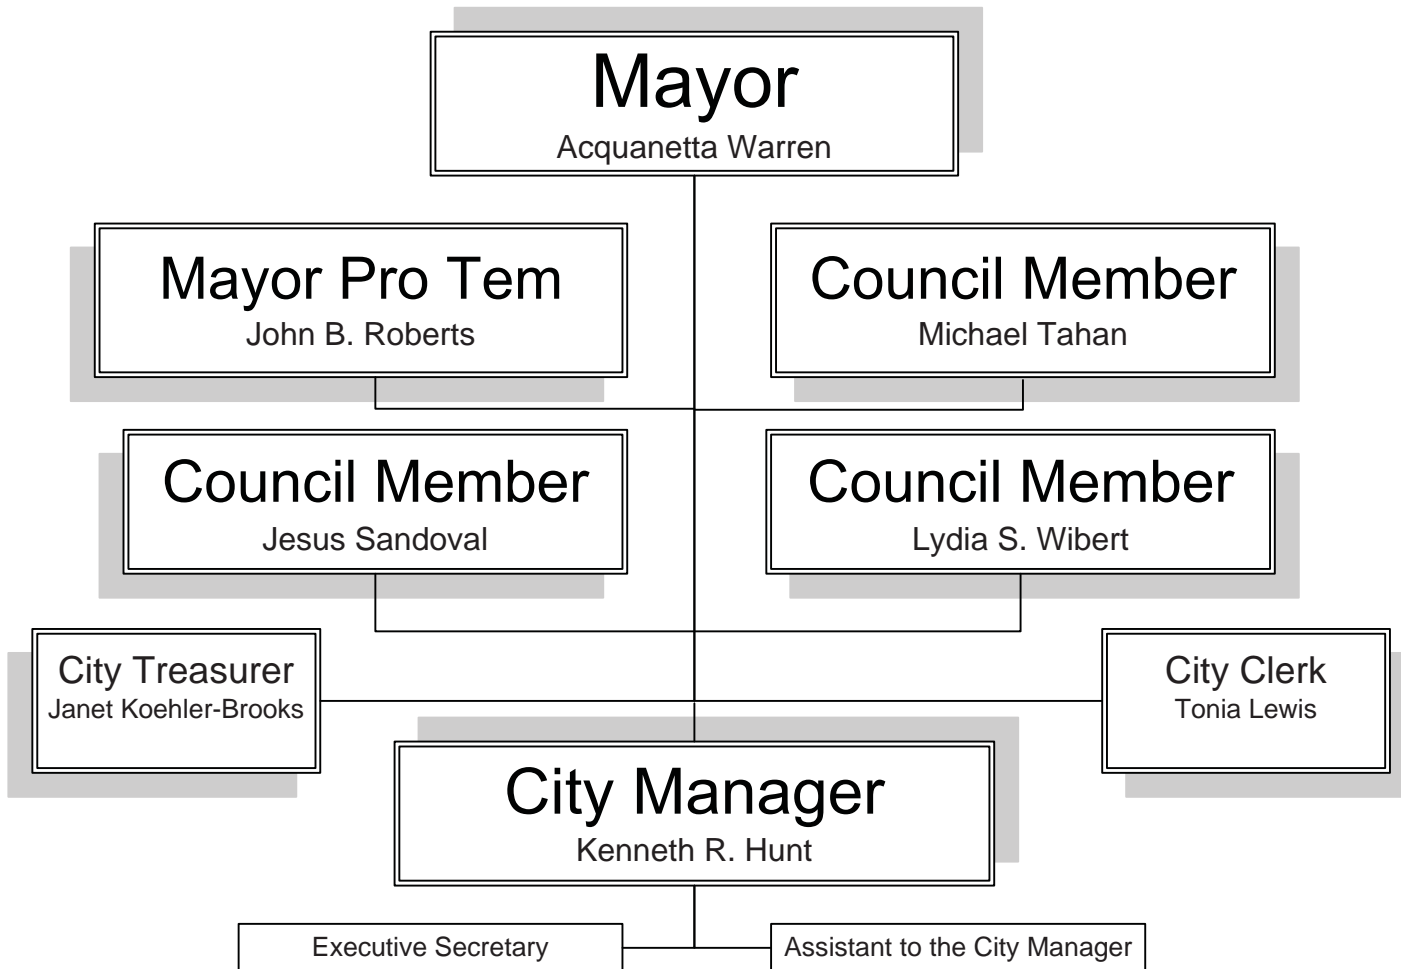 Mayor
Acquanetta Warren
Mayor Pro Tem
John B. Roberts
Council Member
Michael Tahan
Council Member
Jesus Sandoval
Council Member
Lydia S. Wibert
City Treasurer
Janet Koehler-Brooks
City Clerk
Tonia Lewis
City Manager
Kenneth R. Hunt
Executive Secretary
Assistant to the City Manager